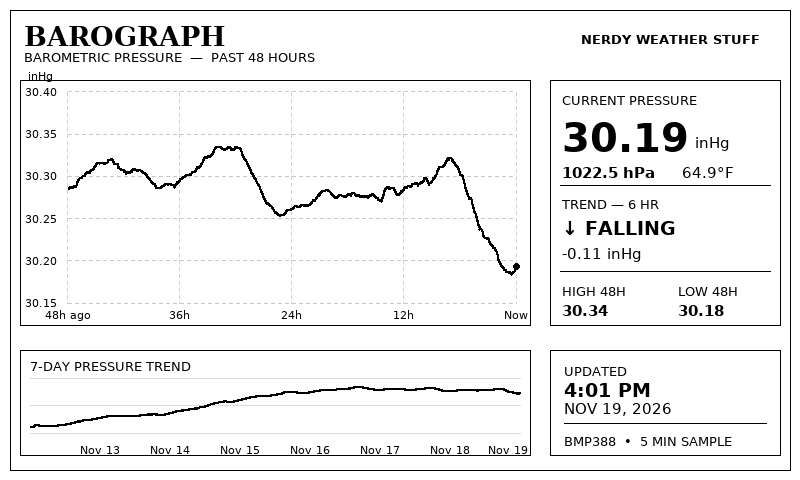 BAROGRAPH
BAROMETRIC PRESSURE — PAST 48 HOURS
NERDY WEATHER STUFF
inHg
30.40
30.35
30.30
30.25
30.20
30.15
48h ago 36h 24h 12h Now
CURRENT PRESSURE
30.19 inHg
1022.5 hPa 64.9°F
TREND — 6 HR
↓ FALLING
-0.11 inHg
HIGH 48H LOW 48H
30.34 30.18
7-DAY PRESSURE TREND
Nov 13 Nov 14 Nov 15 Nov 16 Nov 17 Nov 18 Nov 19
UPDATED
4:01 PM
NOV 19, 2026
BMP388 • 5 MIN SAMPLE